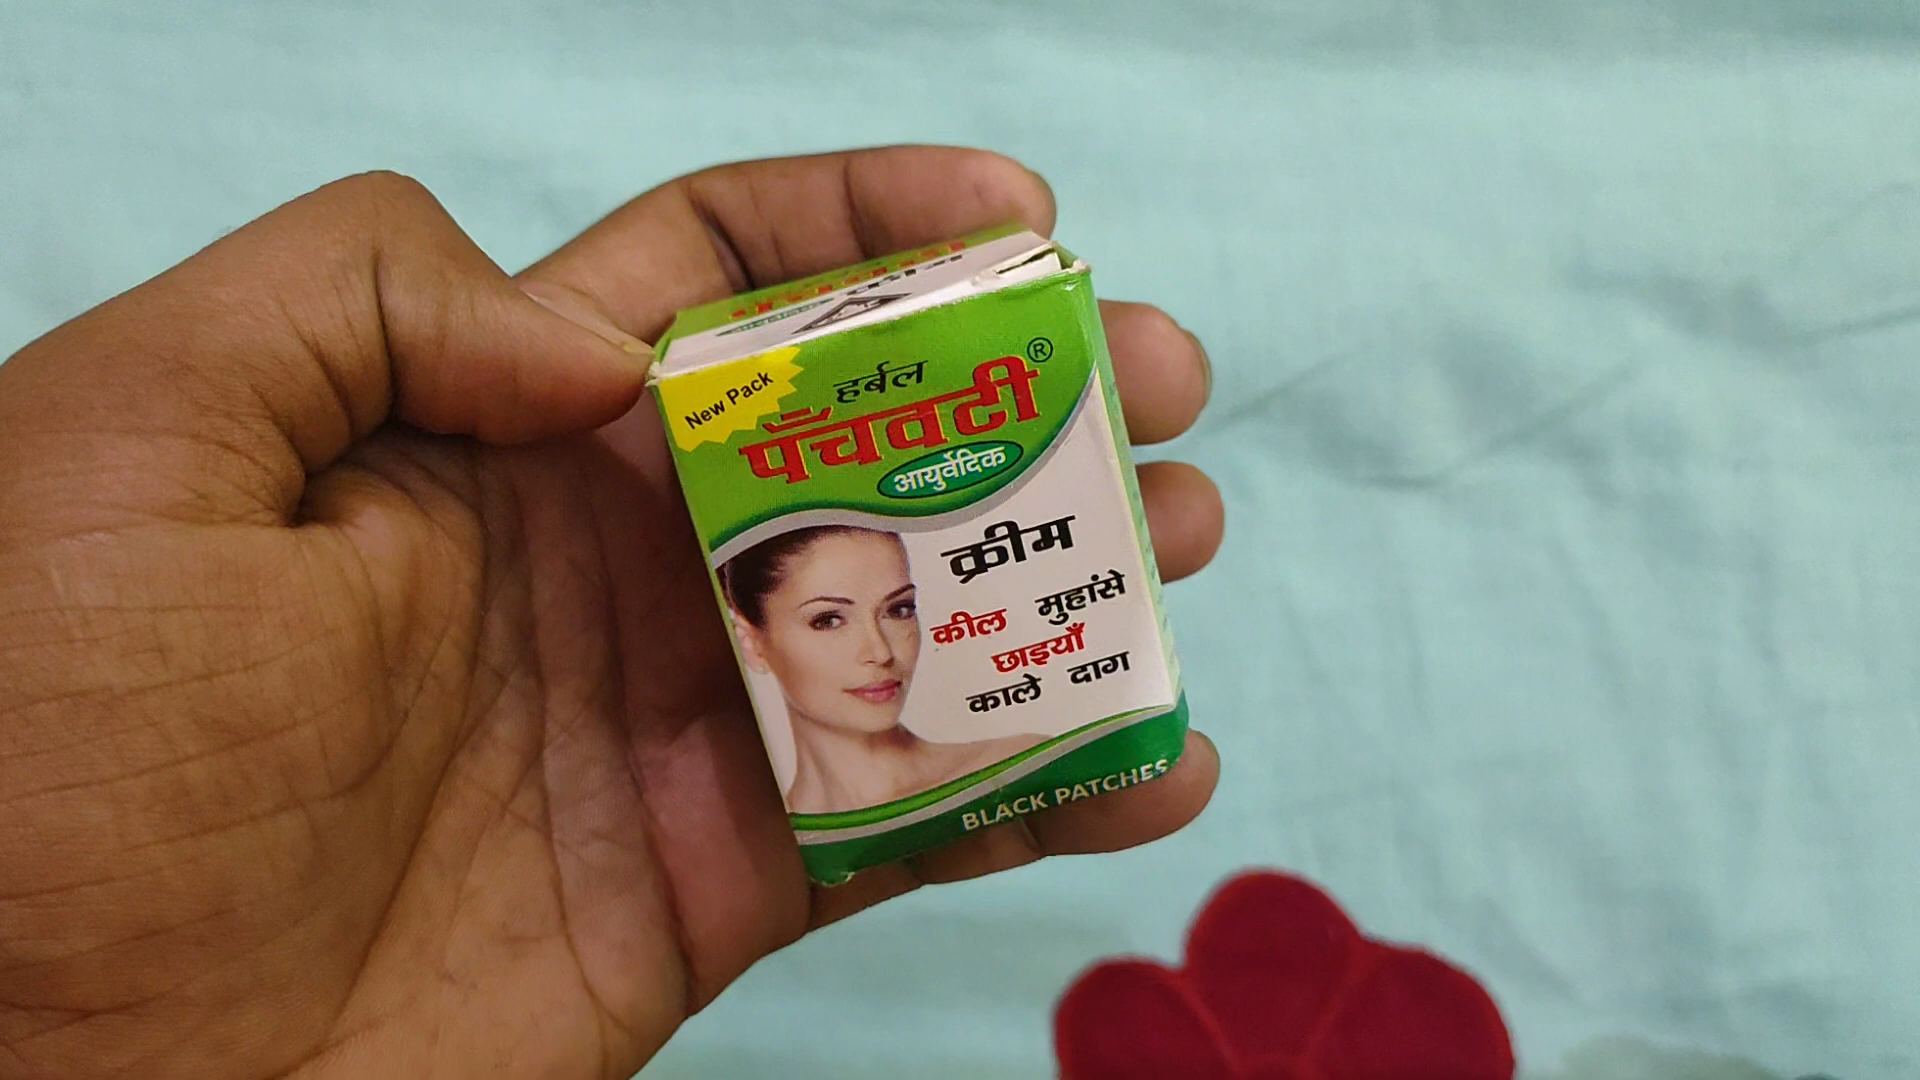 New Pack
हर्बल
पॅंचवटी®
आयुर्वेदिक
क्रीम
कील मुहांसे
छाइयाँ
काले दाग
BLACK PATCHES